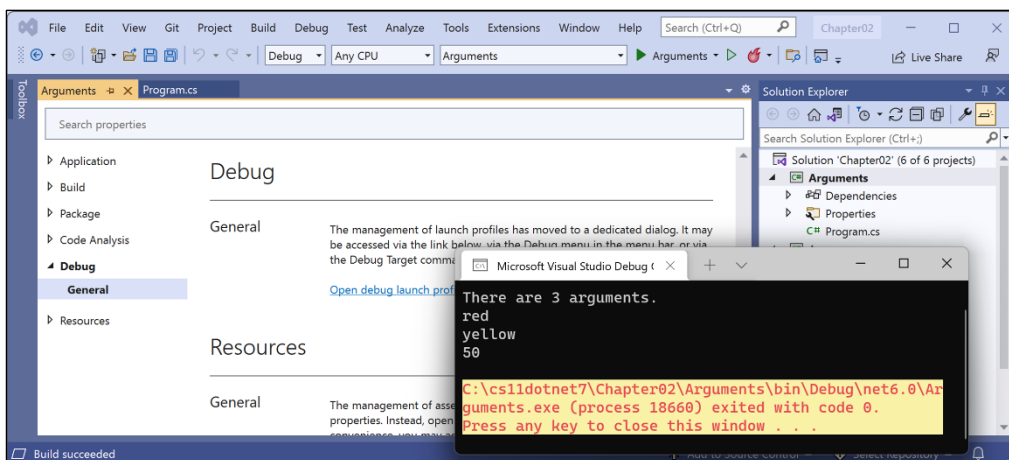 File Edit View Git Project Build Debug Test Analyze Tools Extensions Window Help Search (Ctrl+Q) Chapter02
Debug Any CPU Arguments Arguments Live Share
Toolbox
Arguments Program.cs
Search properties
Application
Build
Package
Code Analysis
Debug
General
Resources
Debug
General
The management of launch profiles has moved to a dedicated dialog. It may
be accessed via the link below, via the Debug menu in the menu bar, or via
the Debug Target comma
Open debug launch prof
Resources
General
The management of asse
properties. Instead, open
Solution Explorer
Search Solution Explorer (Ctrl+;)
Solution 'Chapter02' (6 of 6 projects)
Arguments
Dependencies
Properties
C# Program.cs
Microsoft Visual Studio Debug
There are 3 arguments.
red
yellow
50
C:\cs11dotnet7\Chapter02\Arguments\bin\Debug\net6.0\Ar
guments.exe (process 18660) exited with code 0.
Press any key to close this window . . .
Build succeeded
Add to Source Control Select Repository